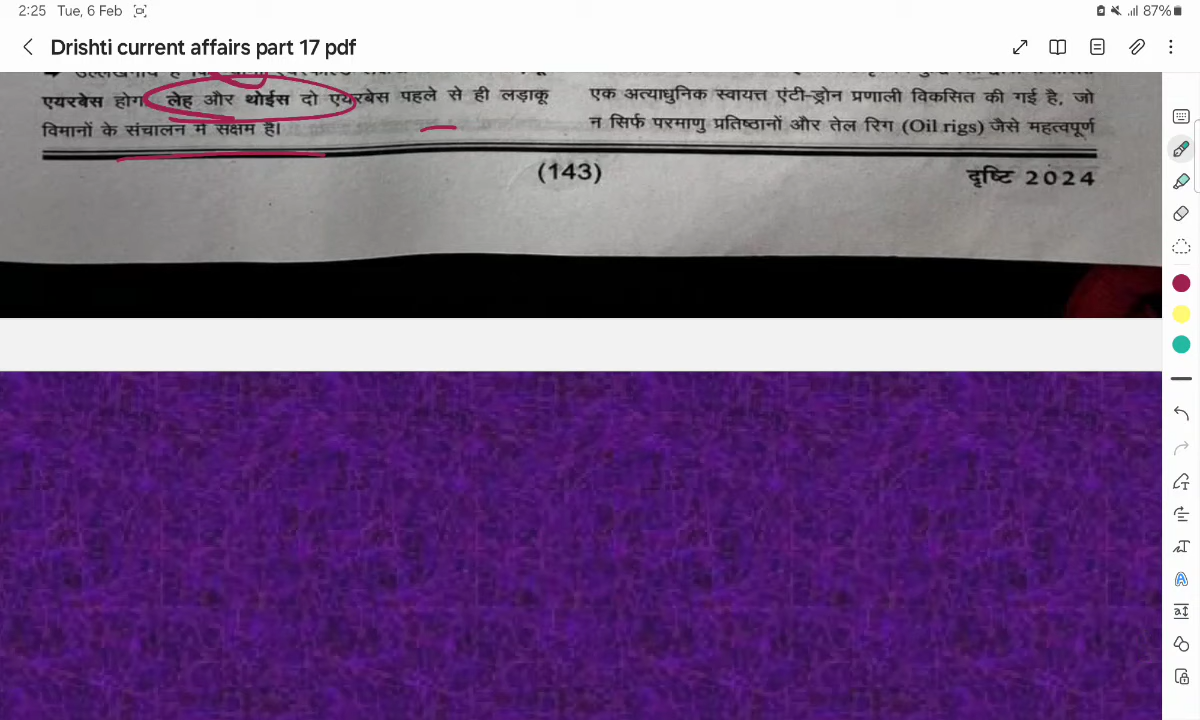 2:25 Tue, 6 Feb
87%
Drishti current affairs part 17 pdf
एयरबेस होगा लेह और थोईस दो एयरबेस पहले से ही लड़ाकू
विमानों के संचालन में सक्षम है।
एक अत्याधुनिक स्वायत्त एंटी-ड्रोन प्रणाली विकसित की गई है, जो
न सिर्फ परमाणु प्रतिष्ठानों और तेल रिग (Oil rigs) जैसे महत्वपूर्ण
(143)
दृष्टि 2024